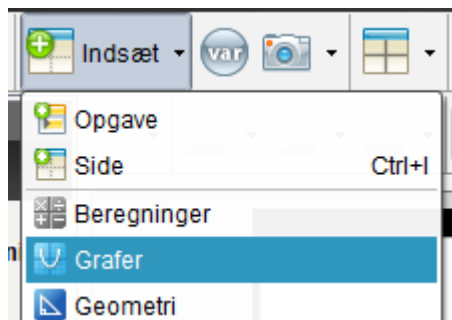 Indsæt var
Opgave
Side Ctrl+I
Beregninger
Grafer
Geometri